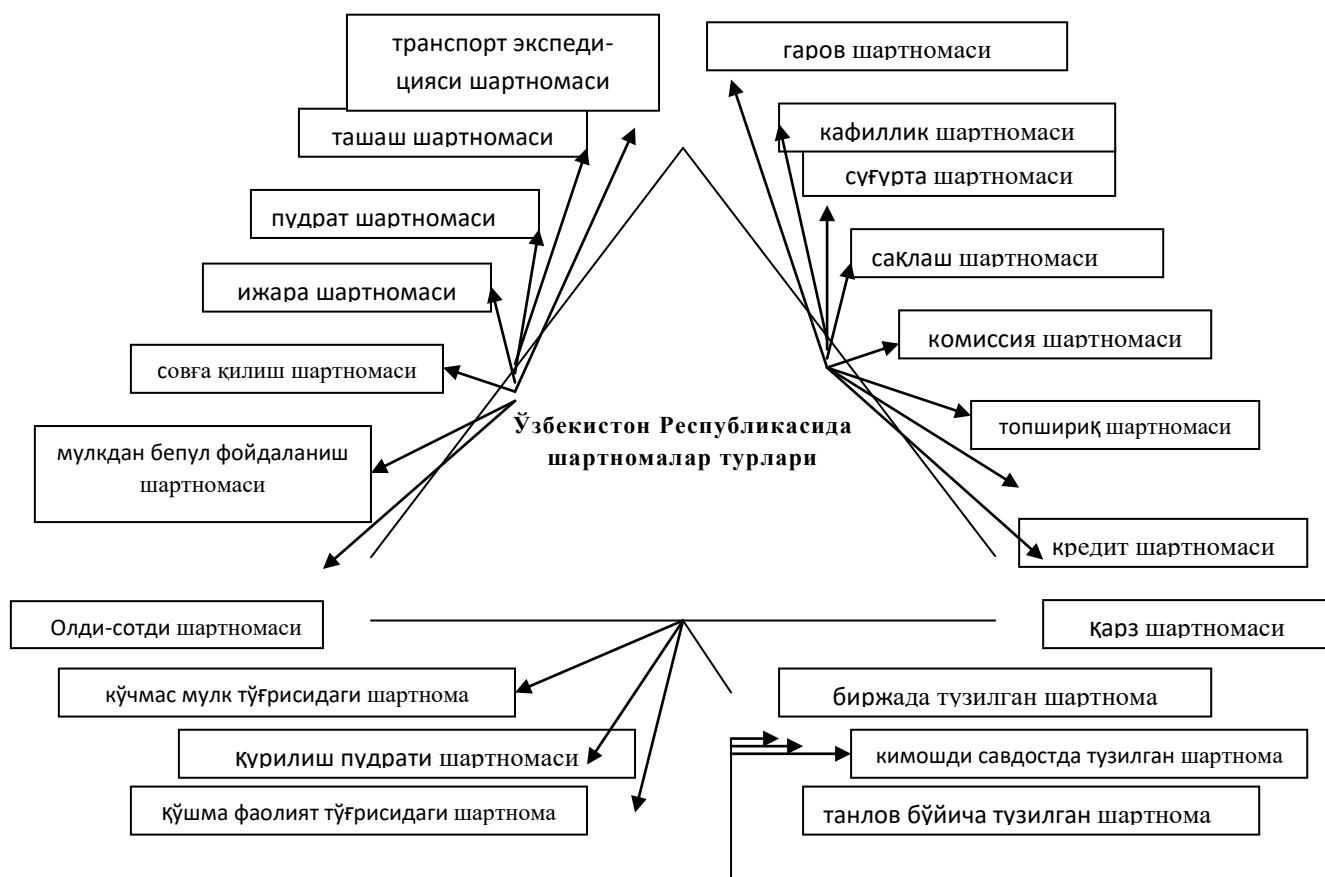 транспорт экспеди-
цияси шартномаси
гаров шартномаси
ташаш шартномаси
кафиллик шартномаси
суғурта шартномаси
пудрат шартномаси
сақлаш шартномаси
ижара шартномаси
комиссия шартномаси
совға қилиш шартномаси
топшириқ шартномаси
Ўзбекистон Республикасида
шартномалар турлари
мулкдан бепул фойдаланиш
шартномаси
кредит шартномаси
Олди-сотди шартномаси
қарз шартномаси
кўчмас мулк тўғрисидаги шартнома
биржада тузилган шартнома
қурилиш пудрати шартномаси
кимошди савдостда тузилган шартнома
қўшма фаолият тўғрисидаги шартнома
танлов бўйича тузилган шартнома